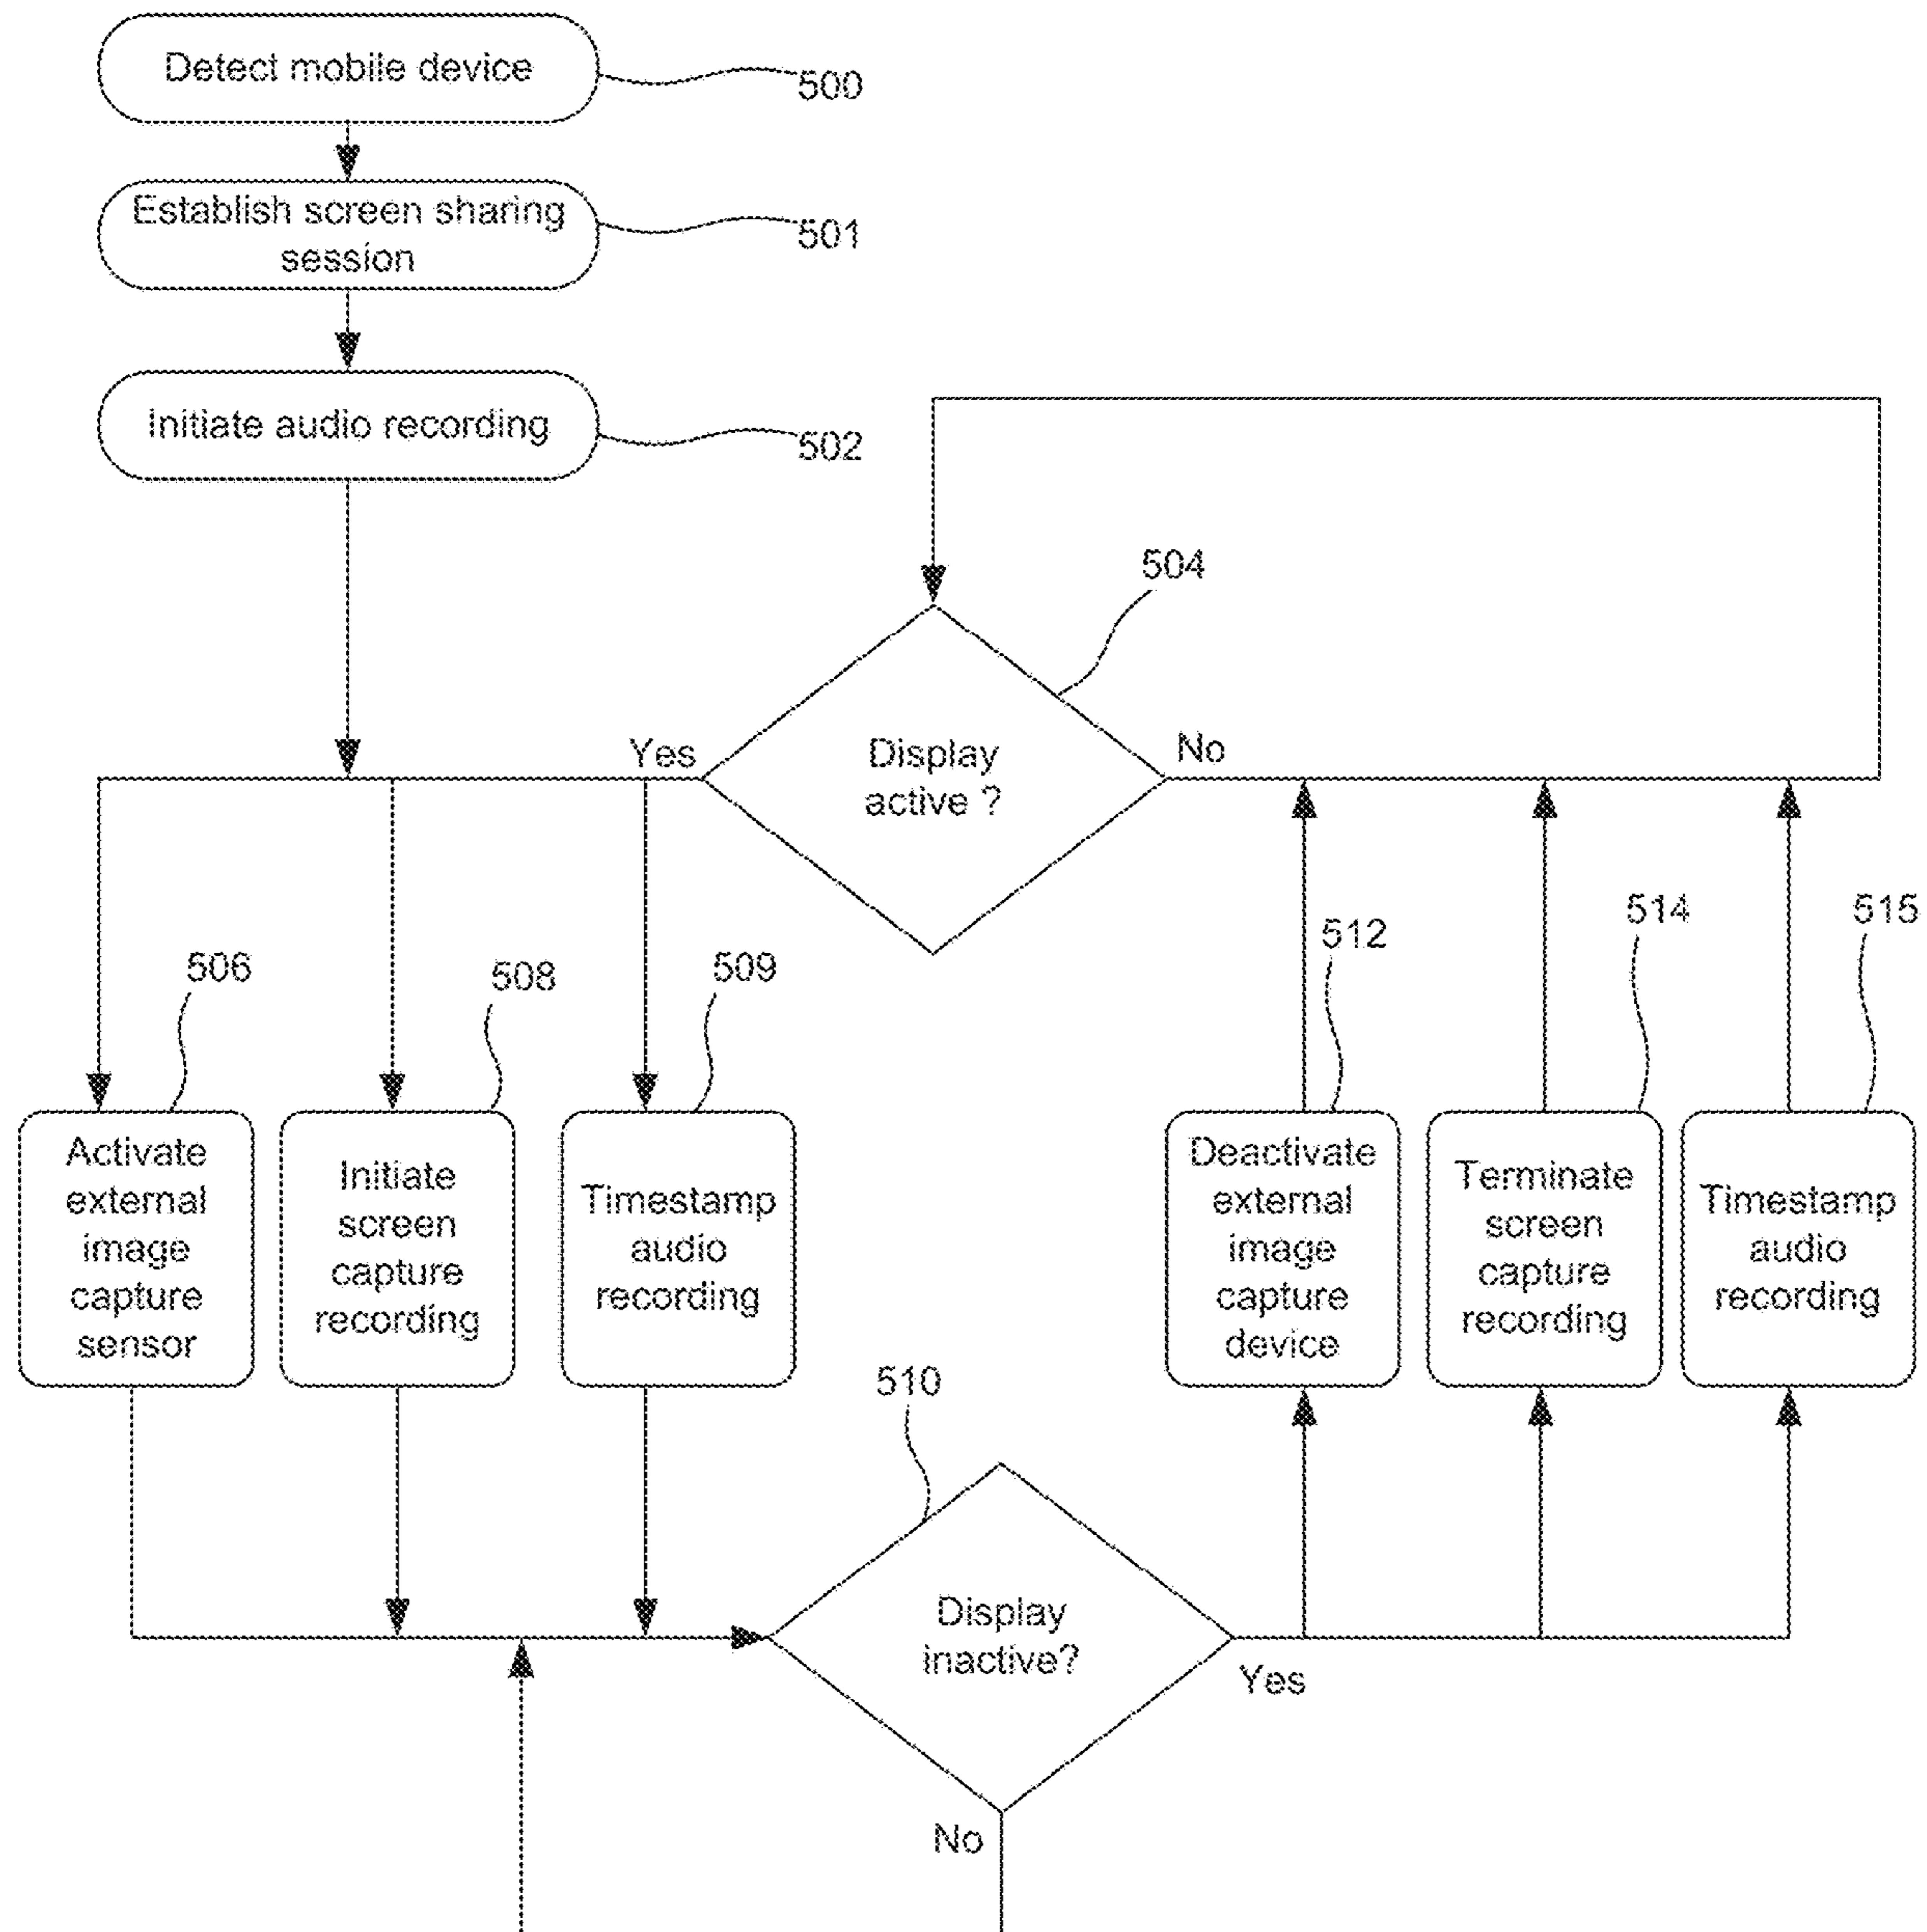 Detect mobile device
500
Establish screen sharing
session
501
Initiate audio recording
502
504
Yes
Display
active ?
No
506
508
509
512
514
515
Activate
external
image
capture
sensor
Initiate
screen
capture
recording
Timestamp
audio
recording
Deactivate
external
image
capture
device
Terminate
screen
capture
recording
Timestamp
audio
recording
510
Display
inactive?
Yes
No